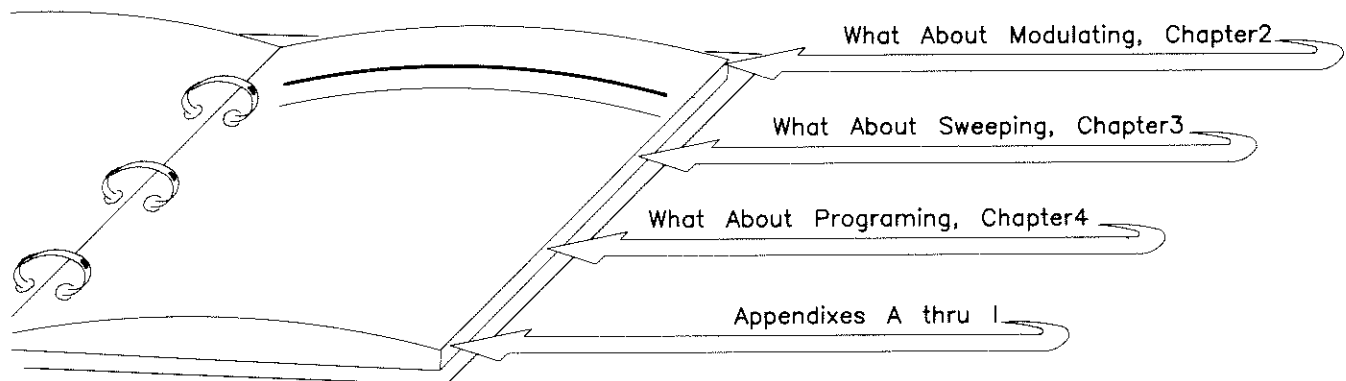 What About Modulating, Chapter2
What About Sweeping, Chapter3
What About Programing, Chapter4
Appendixes A thru I